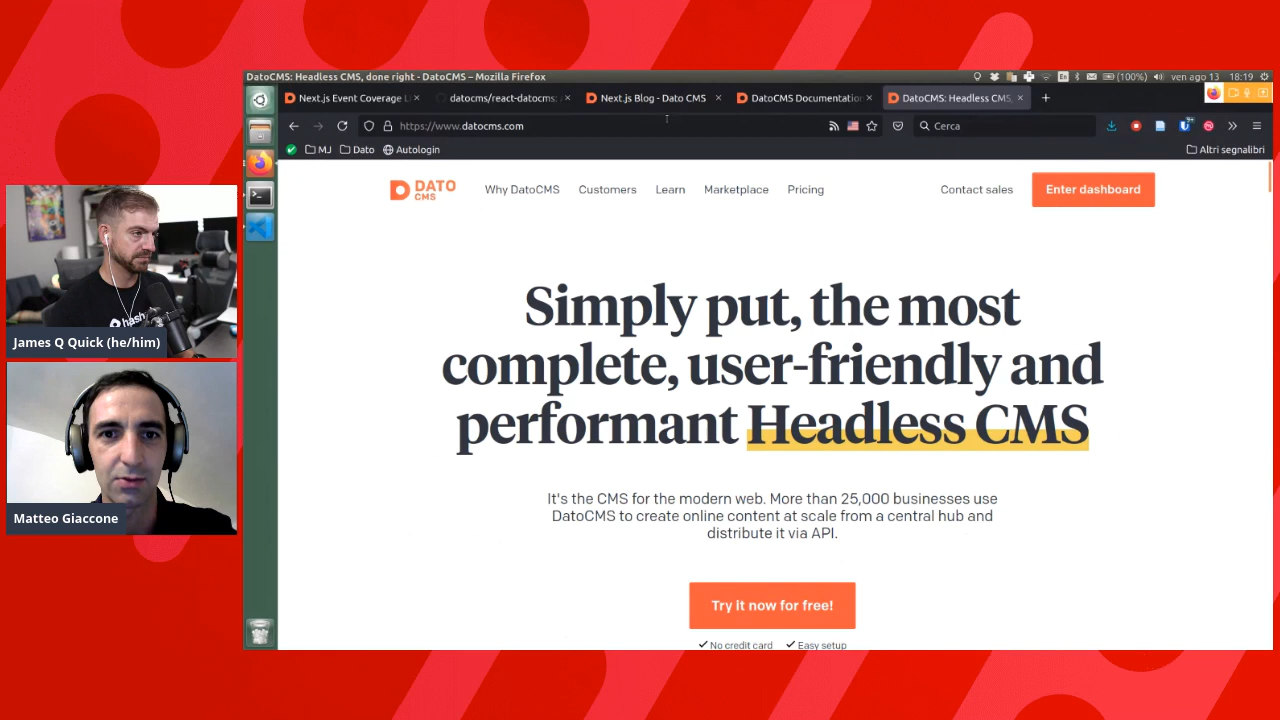 DatoCMS: Headless CMS, done right - DatoCMS – Mozilla Firefox
En
(100%)
ven ago 13
18:19
Next.js Event Coverage L
datocms/react-datocms:
Next.js Blog - Dato CMS
DatoCMS Documentation
DatoCMS: Headless CMS,
https://www.datocms.com
Cerca
MJ
Dato
Autologin
Altri segnalibri
DATO
CMS
Why DatoCMS
Customers
Learn
Marketplace
Pricing
Contact sales
Enter dashboard
Simply put, the most
complete, user-friendly and
performant Headless CMS
It's the CMS for the modern web. More than 25,000 businesses use
DatoCMS to create online content at scale from a central hub and
distribute it via API.
Try it now for free!
No credit card
Easy setup
hash
James Q Quick (he/him)
Matteo Giaccone